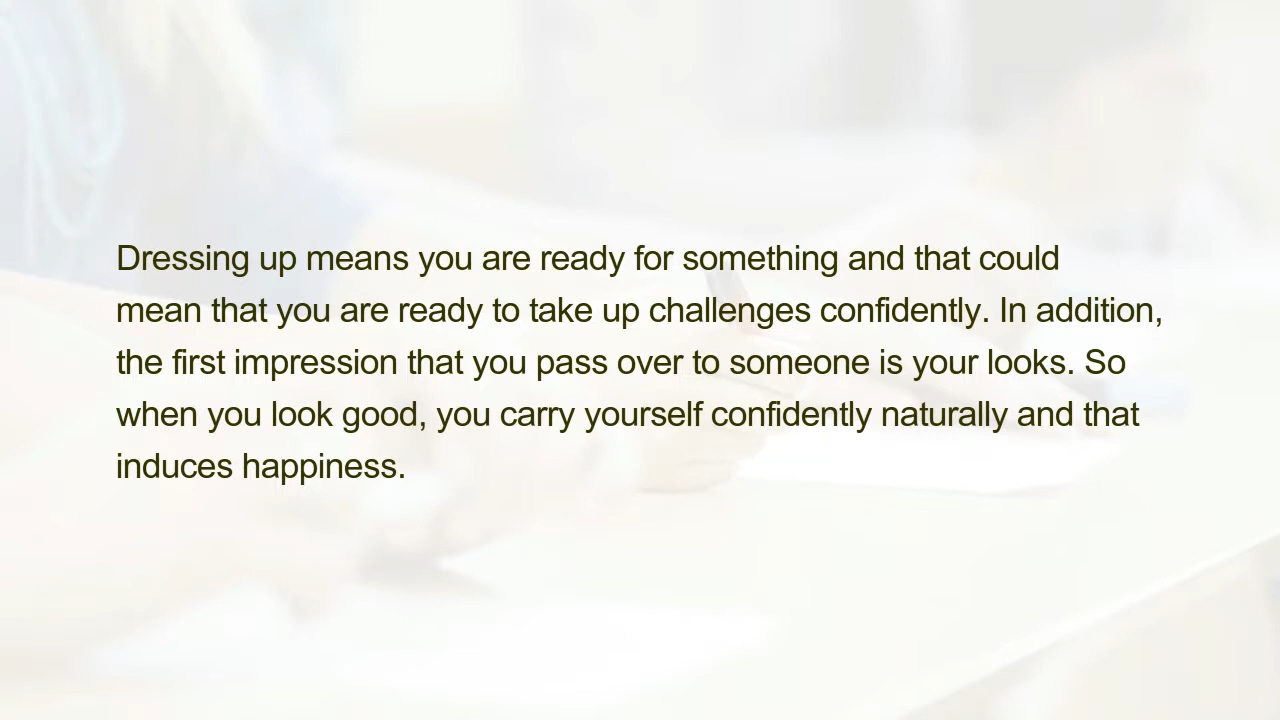 Dressing up means you are ready for something and that could
mean that you are ready to take up challenges confidently. In addition,
the first impression that you pass over to someone is your looks. So
when you look good, you carry yourself confidently naturally and that
induces happiness.